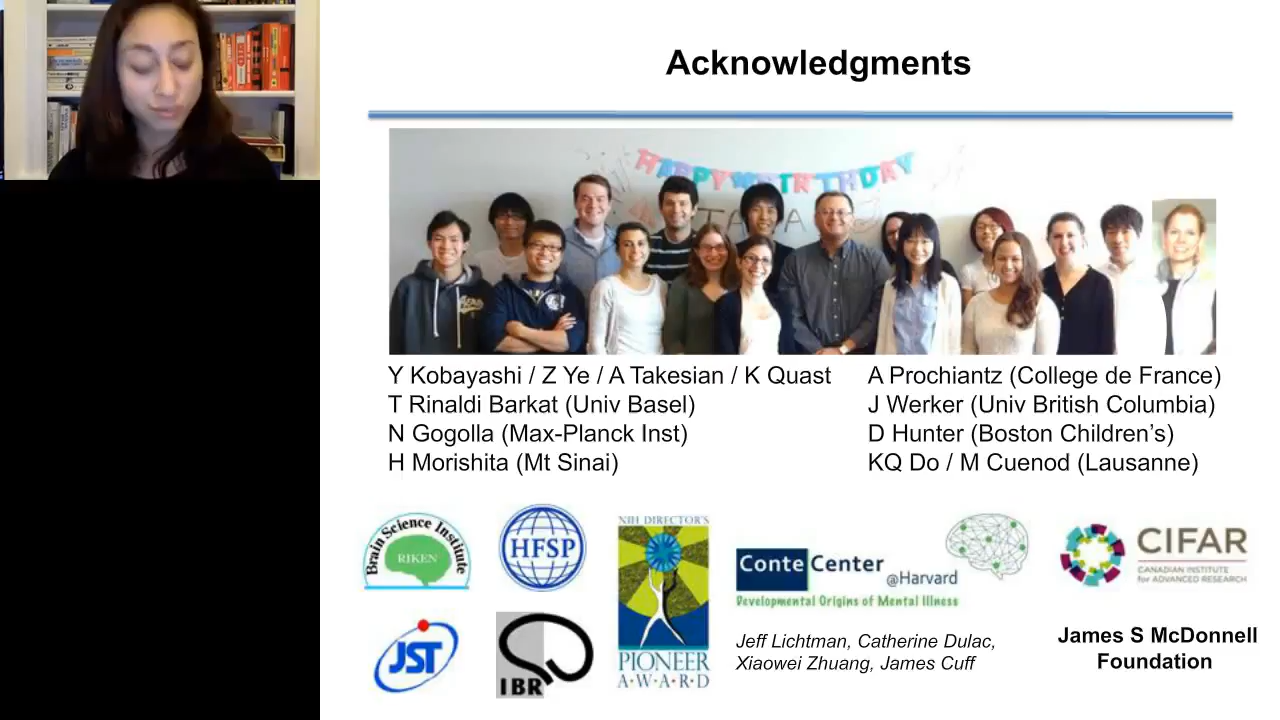 Acknowledgments
HAPPY BIRTHDAY
Y Kobayashi / Z Ye / A Takesian / K Quast
T Rinaldi Barkat (Univ Basel)
N Gogolla (Max-Planck Inst)
H Morishita (Mt Sinai)
A Prochiantz (College de France)
J Werker (Univ British Columbia)
D Hunter (Boston Children's)
KQ Do / M Cuenod (Lausanne)
Brain Science Institute
RIKEN
HFSP
NIH DIRECTOR'S
PIONEER
A•W•A•R•D
Conte Center
@Harvard
Developmental Origins of Mental Illness
CIFAR
CANADIAN INSTITUTE
for ADVANCED RESEARCH
JST
IBR
Jeff Lichtman, Catherine Dulac,
Xiaowei Zhuang, James Cuff
James S McDonnell
Foundation